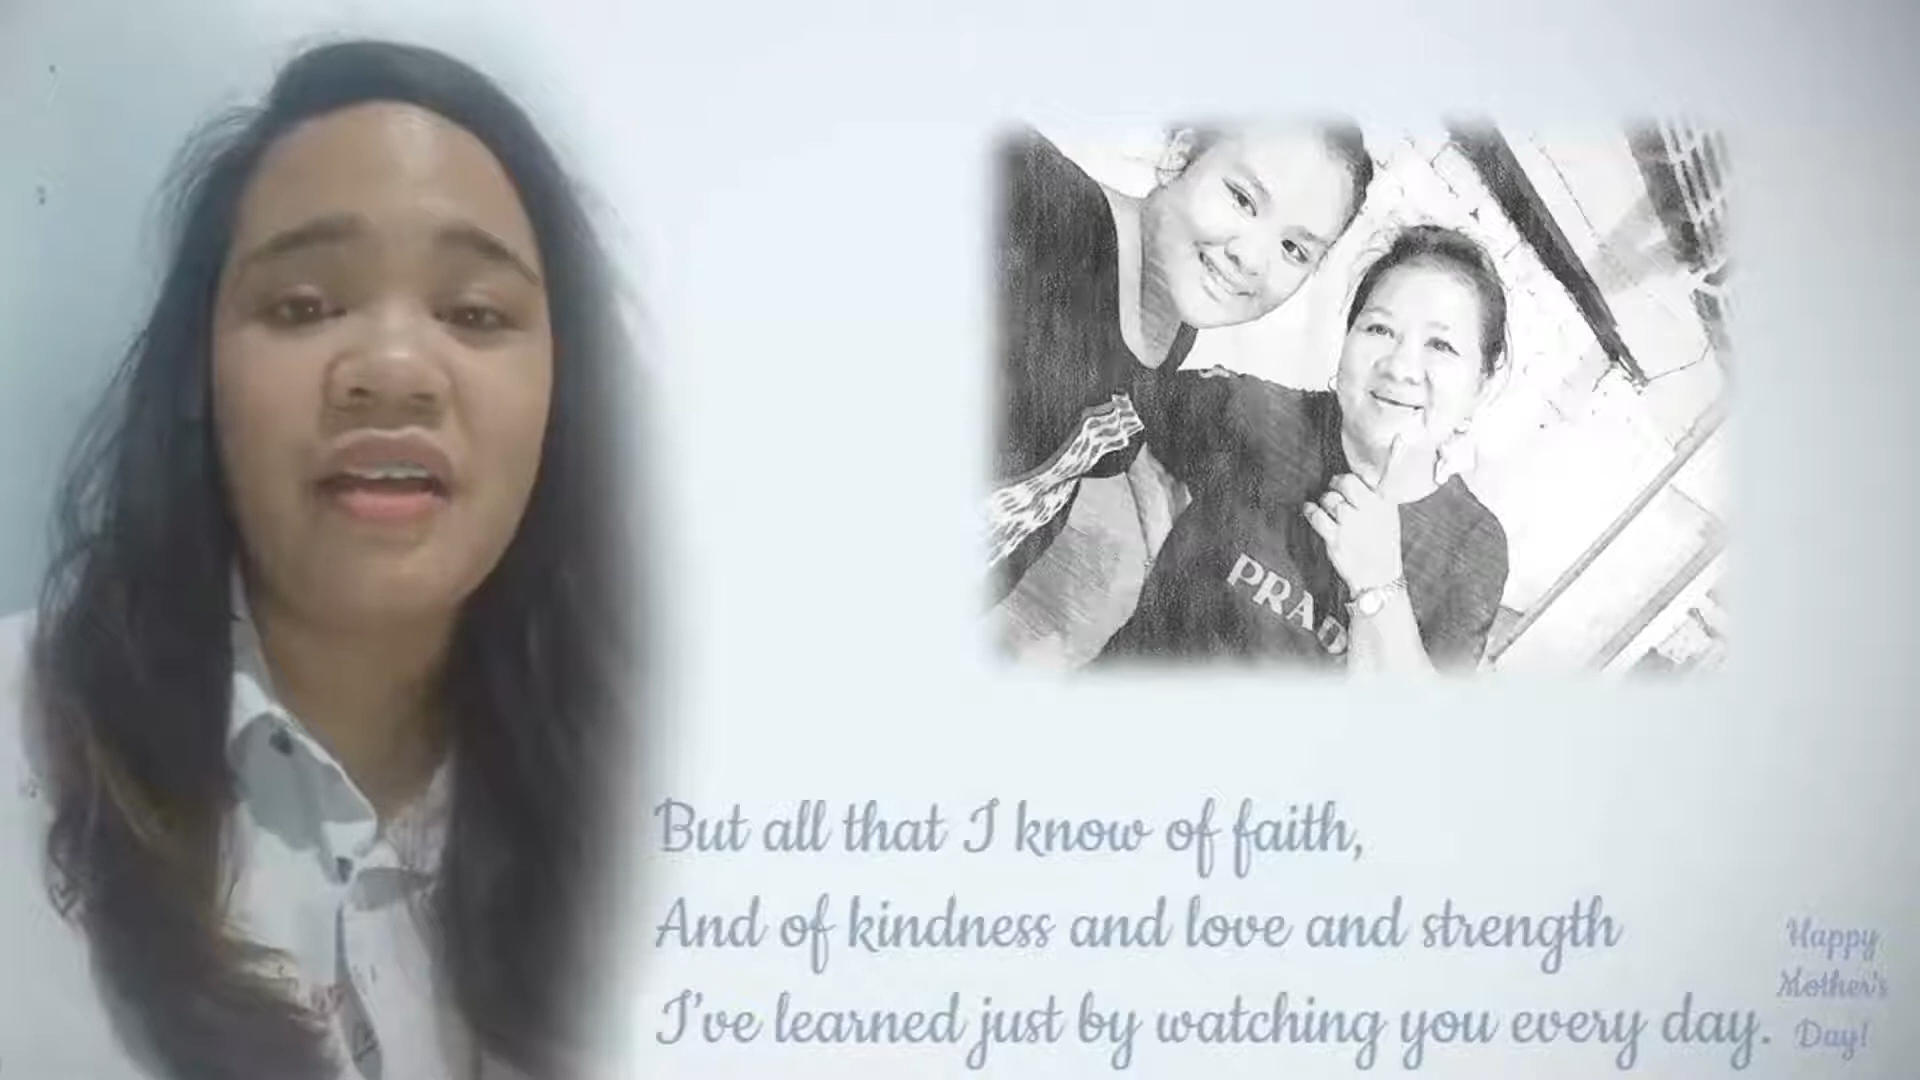 PRAD
But all that I know of faith,
And of kindness and love and strength
I've learned just by watching you every day.
Happy
Mother's
Day!